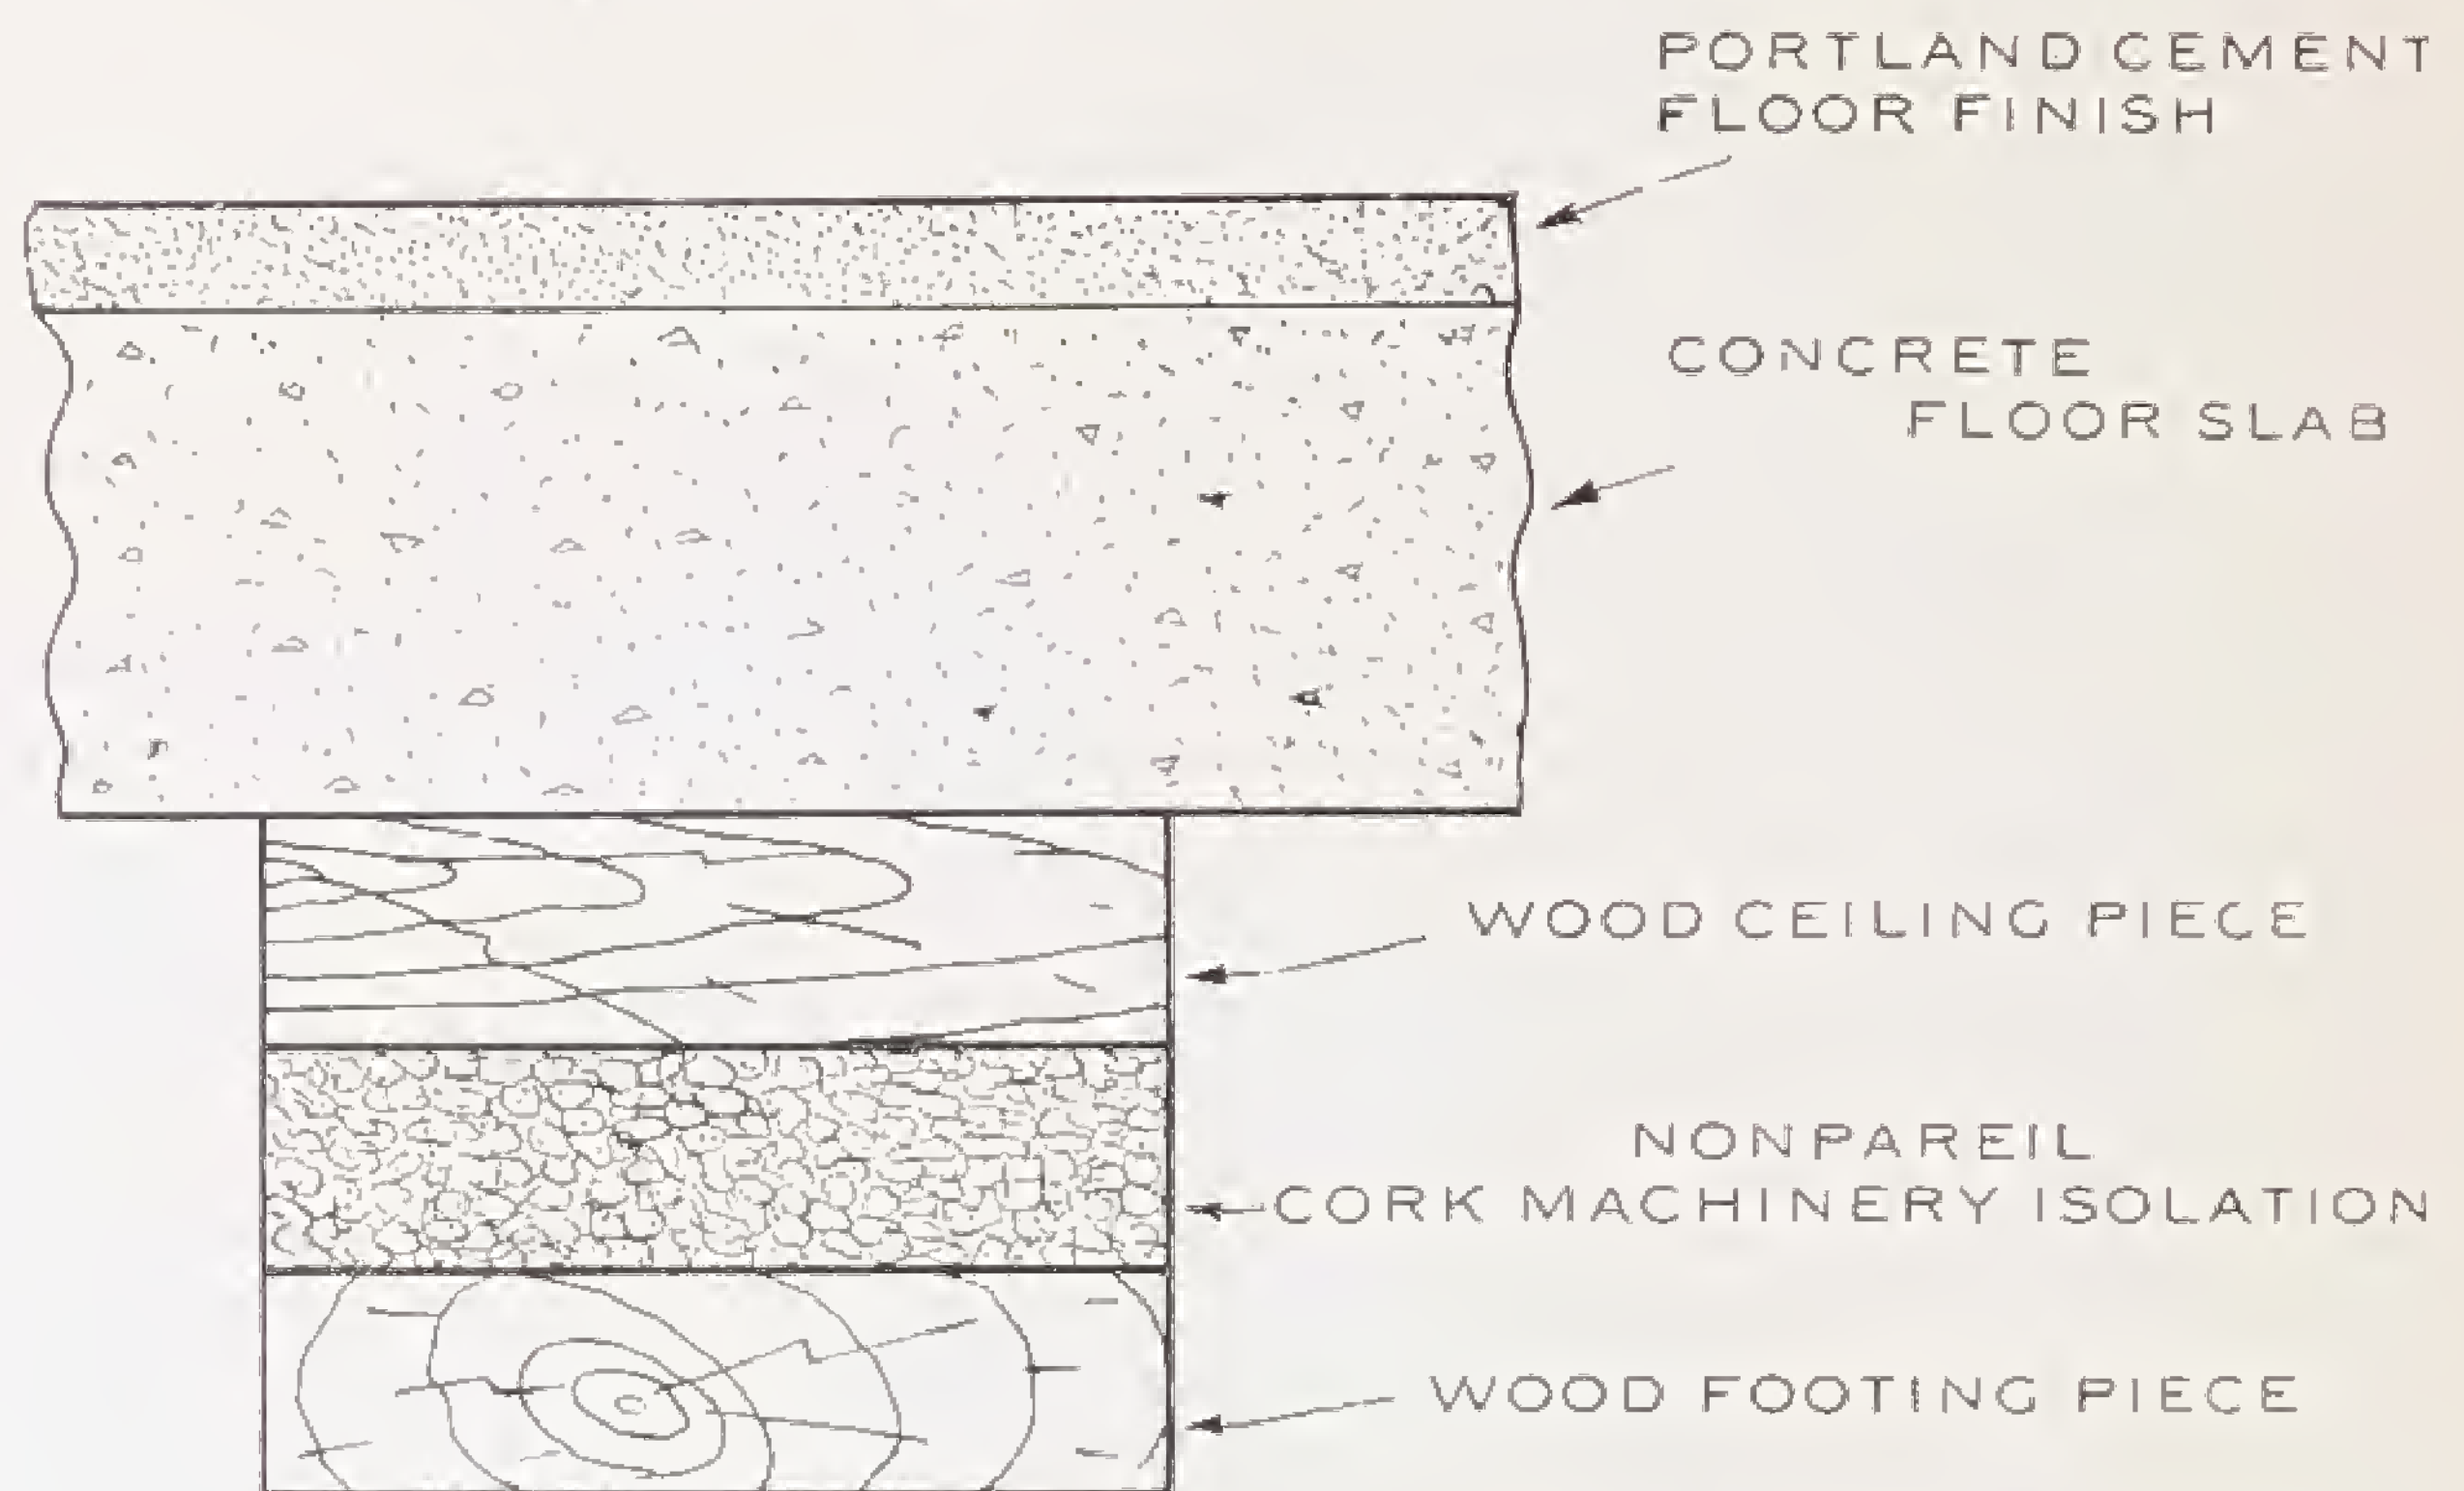 PORTLAND CEMENT
FLOOR FINISH
CONCRETE
FLOOR SLAB
WOOD CEILING PIECE
NONPAREIL
CORK MACHINERY ISOLATION
WOOD FOOTING PIECE